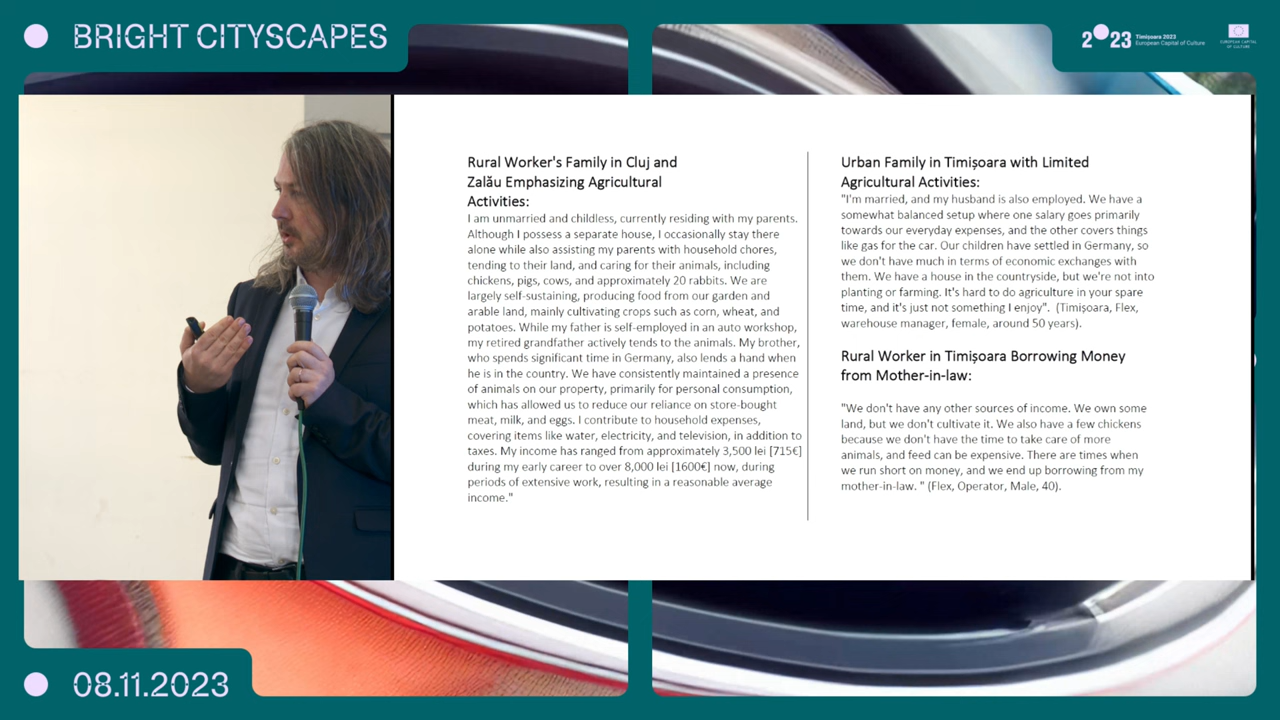 BRIGHT CITYSCAPES
2023
Timișoara 2023
European Capital of Culture
EUROPEAN CAPITAL
OF CULTURE
Rural Worker's Family in Cluj and
Zalău Emphasizing Agricultural
Activities:
I am unmarried and childless, currently residing with my parents.
Although I possess a separate house, I occasionally stay there
alone while also assisting my parents with household chores,
tending to their land, and caring for their animals, including
chickens, pigs, cows, and approximately 20 rabbits. We are
largely self-sustaining, producing food from our garden and
arable land, mainly cultivating crops such as corn, wheat, and
potatoes. While my father is self-employed in an auto workshop,
my retired grandfather actively tends to the animals. My brother,
who spends significant time in Germany, also lends a hand when
he is in the country. We have consistently maintained a presence
of animals on our property, primarily for personal consumption,
which has allowed us to reduce our reliance on store-bought
meat, milk, and eggs. I contribute to household expenses,
covering items like water, electricity, and television, in addition to
taxes. My income has ranged from approximately 3,500 lei [715€]
during my early career to over 8,000 lei [1600€] now, during
periods of extensive work, resulting in a reasonable average
income."
Urban Family in Timișoara with Limited
Agricultural Activities:
"I'm married, and my husband is also employed. We have a
somewhat balanced setup where one salary goes primarily
towards our everyday expenses, and the other covers things
like gas for the car. Our children have settled in Germany, so
we don't have much in terms of economic exchanges with
them. We have a house in the countryside, but we're not into
planting or farming. It's hard to do agriculture in your spare
time, and it's just not something I enjoy". (Timișoara, Flex,
warehouse manager, female, around 50 years).
Rural Worker in Timișoara Borrowing Money
from Mother-in-law:
"We don't have any other sources of income. We own some
land, but we don't cultivate it. We also have a few chickens
because we don't have the time to take care of more
animals, and feed can be expensive. There are times when
we run short on money, and we end up borrowing from my
mother-in-law. " (Flex, Operator, Male, 40).
08.11.2023